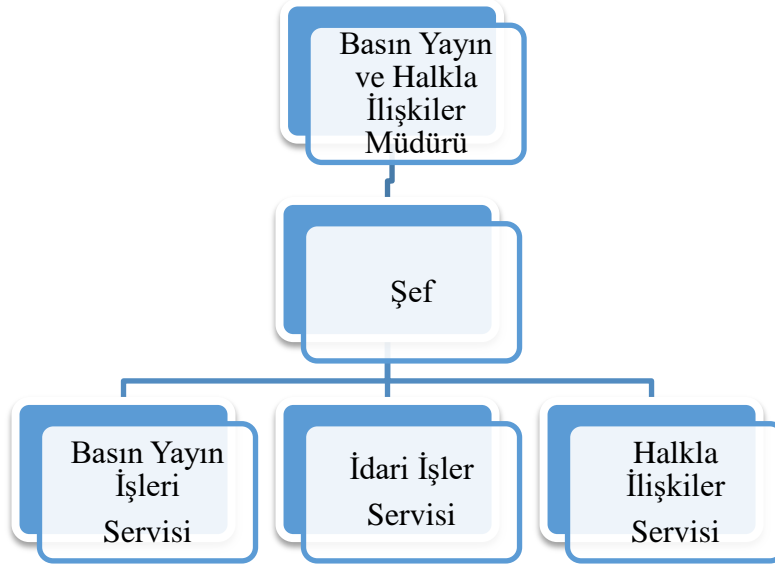 Basın Yayın
ve Halkla
İlişkiler
Müdürü
Şef
Basın Yayın
İşleri
Servisi
İdari İşler
Servisi
Halkla
İlişkiler
Servisi